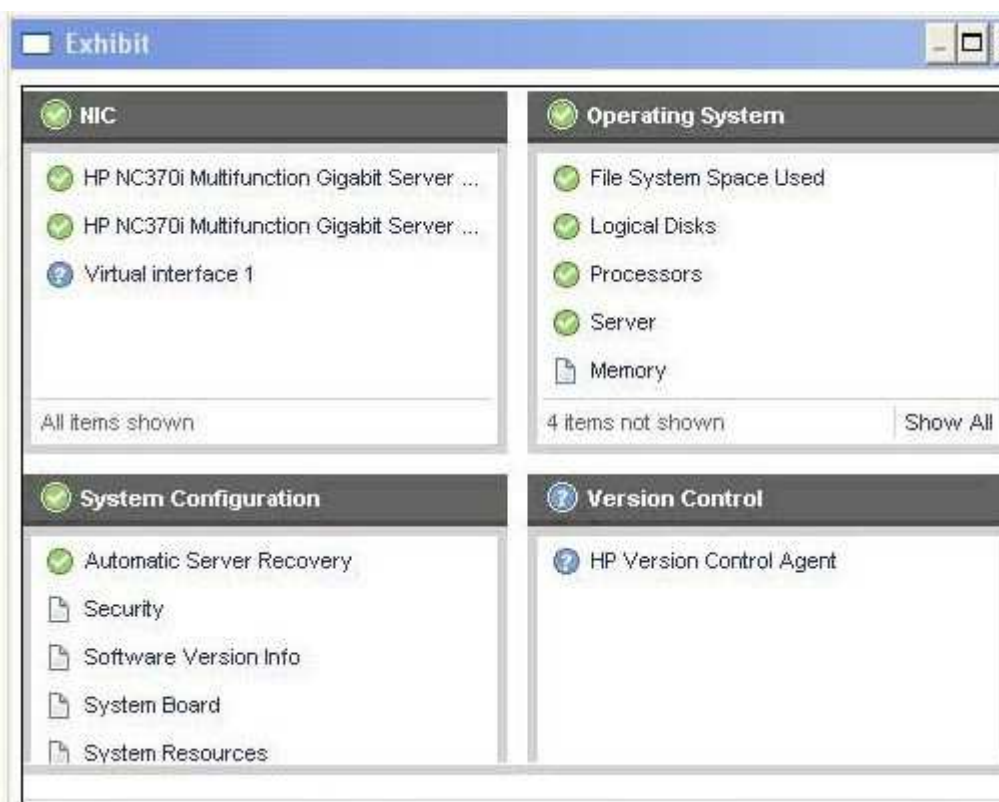 Exhibit
NIC
HP NC370i Multifunction Gigabit Server ...
HP NC370i Multifunction Gigabit Server ...
Virtual interface 1
All items shown
Operating System
File System Space Used
Logical Disks
Processors
Server
Memory
4 items not shown
Show All
System Configuration
Automatic Server Recovery
Security
Software Version Info
System Board
System Resources
Version Control
HP Version Control Agent